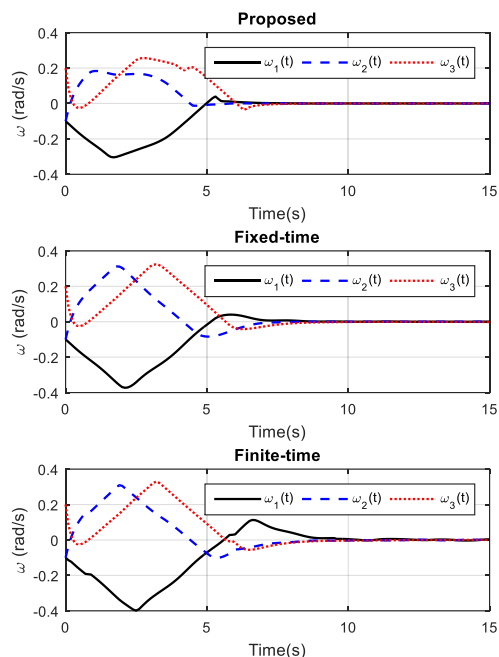 Proposed
0.4
0.2
0
-0.2
-0.4
ω (rad/s)
ω1(t) ω2(t) ω3(t)
0 5 10 15
Time(s)
Fixed-time
0.4
0.2
0
-0.2
-0.4
ω (rad/s)
ω1(t) ω2(t) ω3(t)
0 5 10 15
Time(s)
Finite-time
0.4
0.2
0
-0.2
-0.4
ω (rad/s)
ω1(t) ω2(t) ω3(t)
0 5 10 15
Time(s)